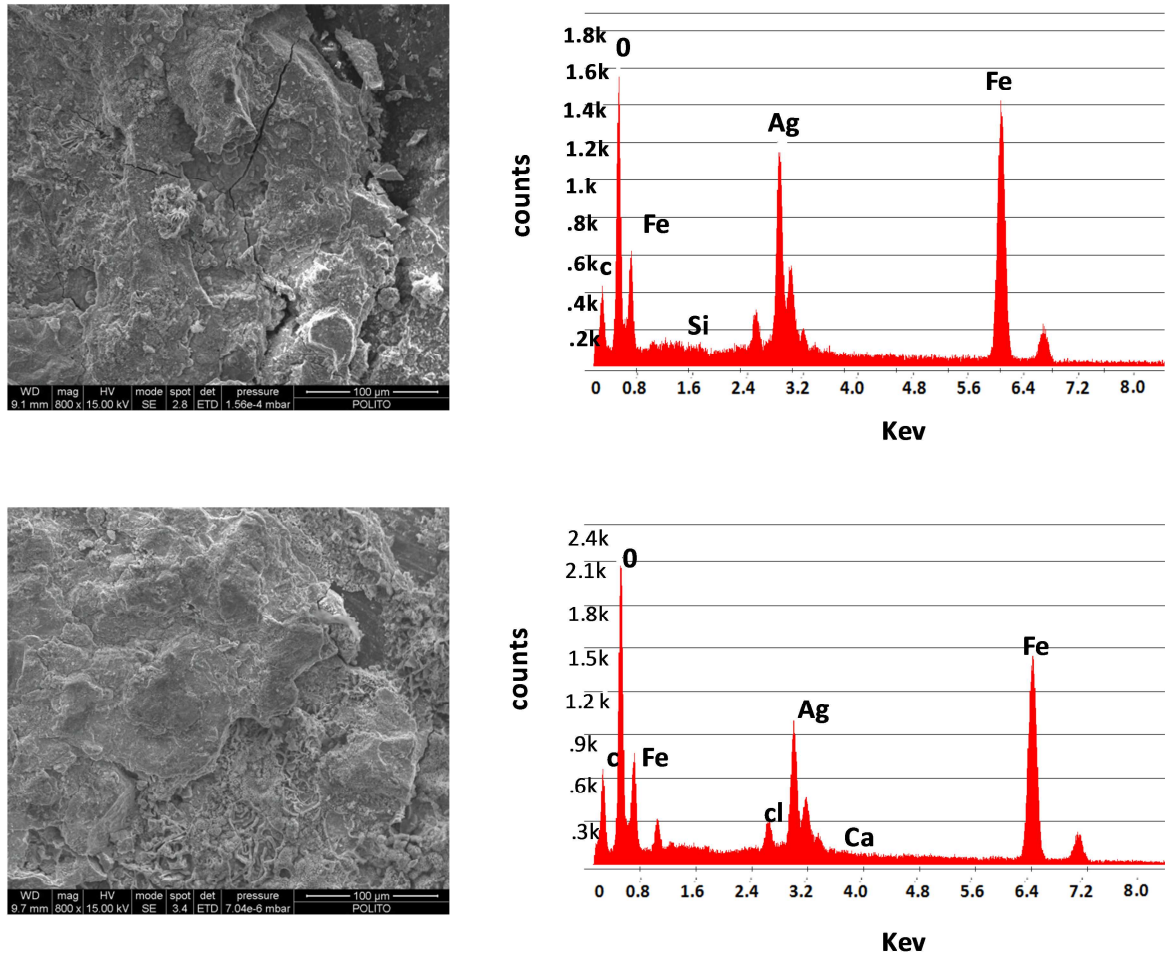 1.8k
0
1.6k
Fe
1.4k
Ag
1.2k
1.k
counts
.8k
Fe
.6k
c
.4k
Si
.2k
0 0.8 1.6 2.4 3.2 4.0 4.8 5.6 6.4 7.2 8.0
Kev
WD mag HV mode spot det pressure 100 µm
9.1 mm 800 x 15.00 kV SE 2.8 ETD 1.56e-4 mbar POLITO
2.4k
0
2.1k
1.8k
1.5k
Fe
counts
1.2 k
Ag
.9k
c Fe
.6k
cl
.3k
Ca
0 0.8 1.6 2.4 3.2 4.0 4.8 5.6 6.4 7.2 8.0
Kev
WD mag HV mode spot det pressure 100 µm
9.7 mm 800 x 15.00 kV SE 3.4 ETD 7.04e-6 mbar POLITO